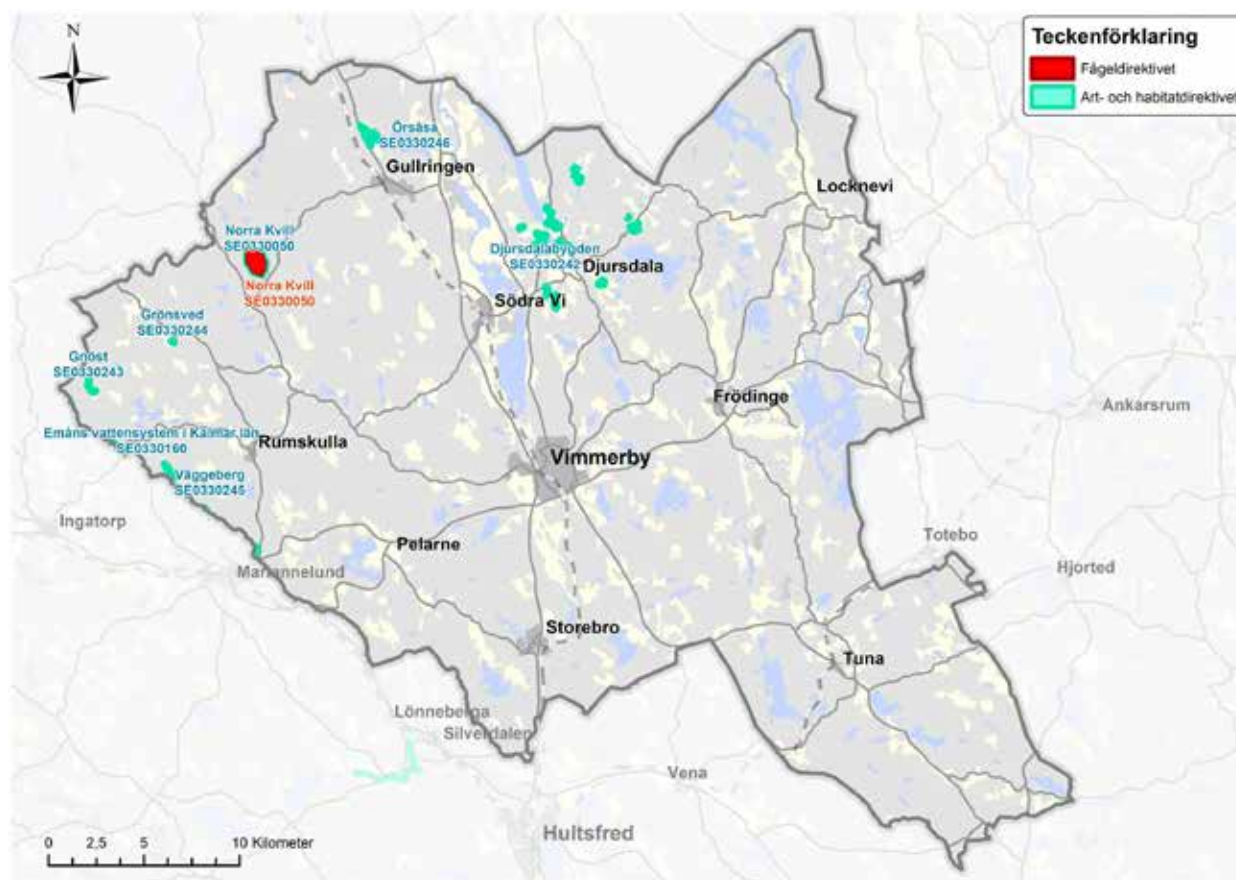 N
Teckenförklaring
Fågeldirektivet
Art- och habitatdirektivet
Örsåsa
SE0330246
Gullringen
Locknevi
Norra Kvill
SE0330050
Djursdalabygden
SE0330242
Djursdala
Norra Kvill
SE0330050
Södra Vi
Grönsved
SE0330244
Gnöst
SE0330243
Frödinge
Ankarsrum
Emåns vattensystem i Kalmar län
SE0330160
Rumskulla
Vimmerby
Väggeberg
SE0330245
Ingatorp
Totebo
Pelarne
Hjorted
Mariannelund
Storebro
Tuna
Lönneberga
Silverdalen
Vena
Hultsfred
0 2,5 5 10 Kilometer